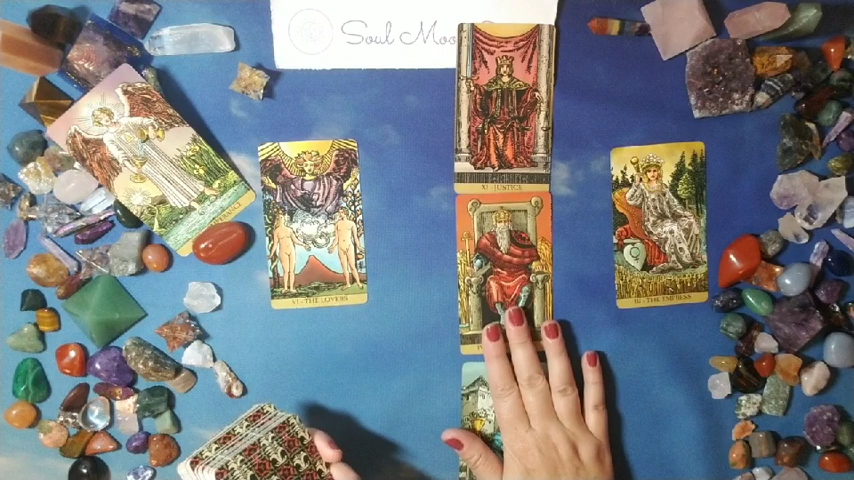 Soul Moo
XI - JUSTICE
VI - THE LOVERS
III - THE EMPRESS